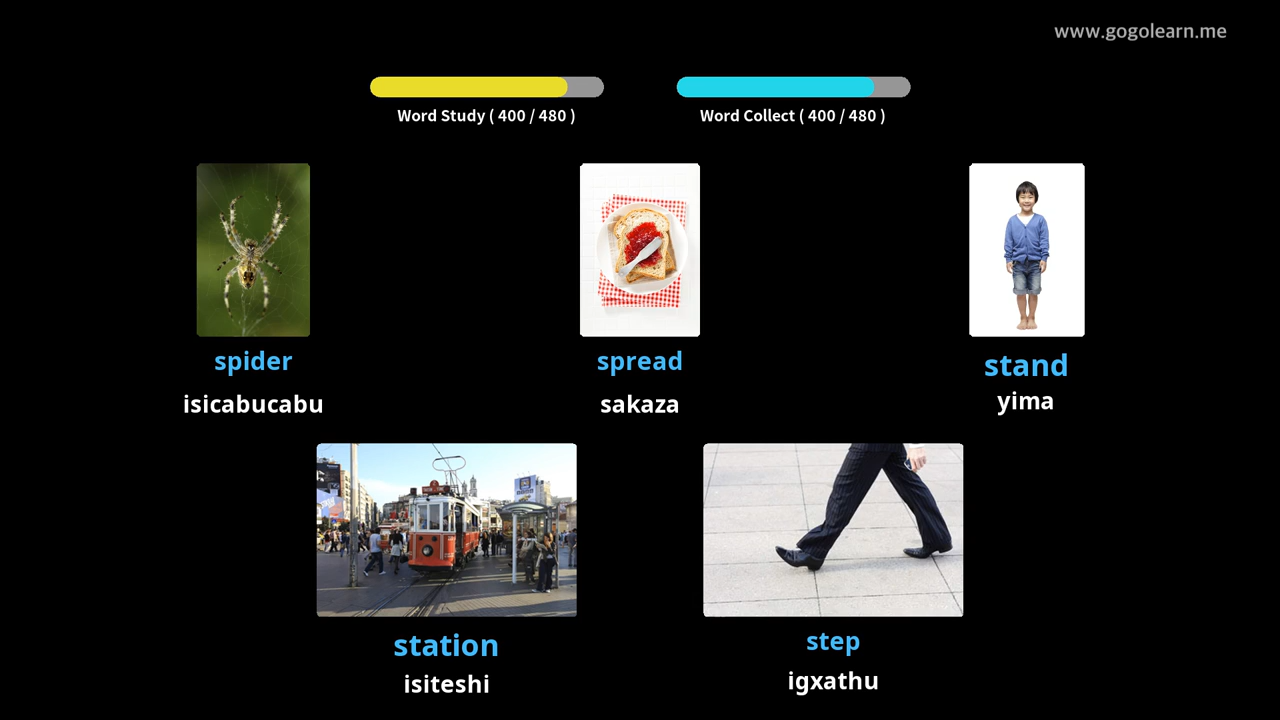 www.gogolearn.me
Word Study ( 400 / 480 )
Word Collect ( 400 / 480 )
spider
spread
stand
isicabucabu
sakaza
yima
station
step
isiteshi
igxathu